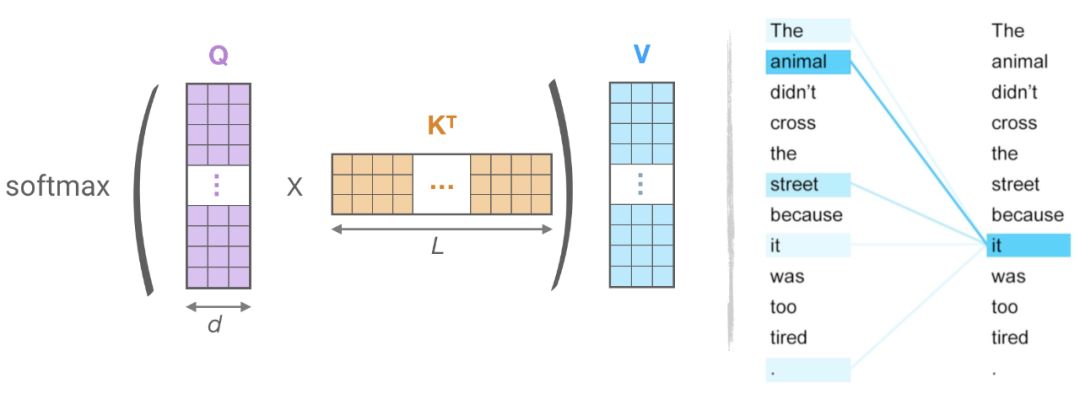 Q
V
Kᵀ
softmax
X
...
...
...
L
d
The
animal
didn't
cross
the
street
because
it
was
too
tired
.
The
animal
didn't
cross
the
street
because
it
was
too
tired
.